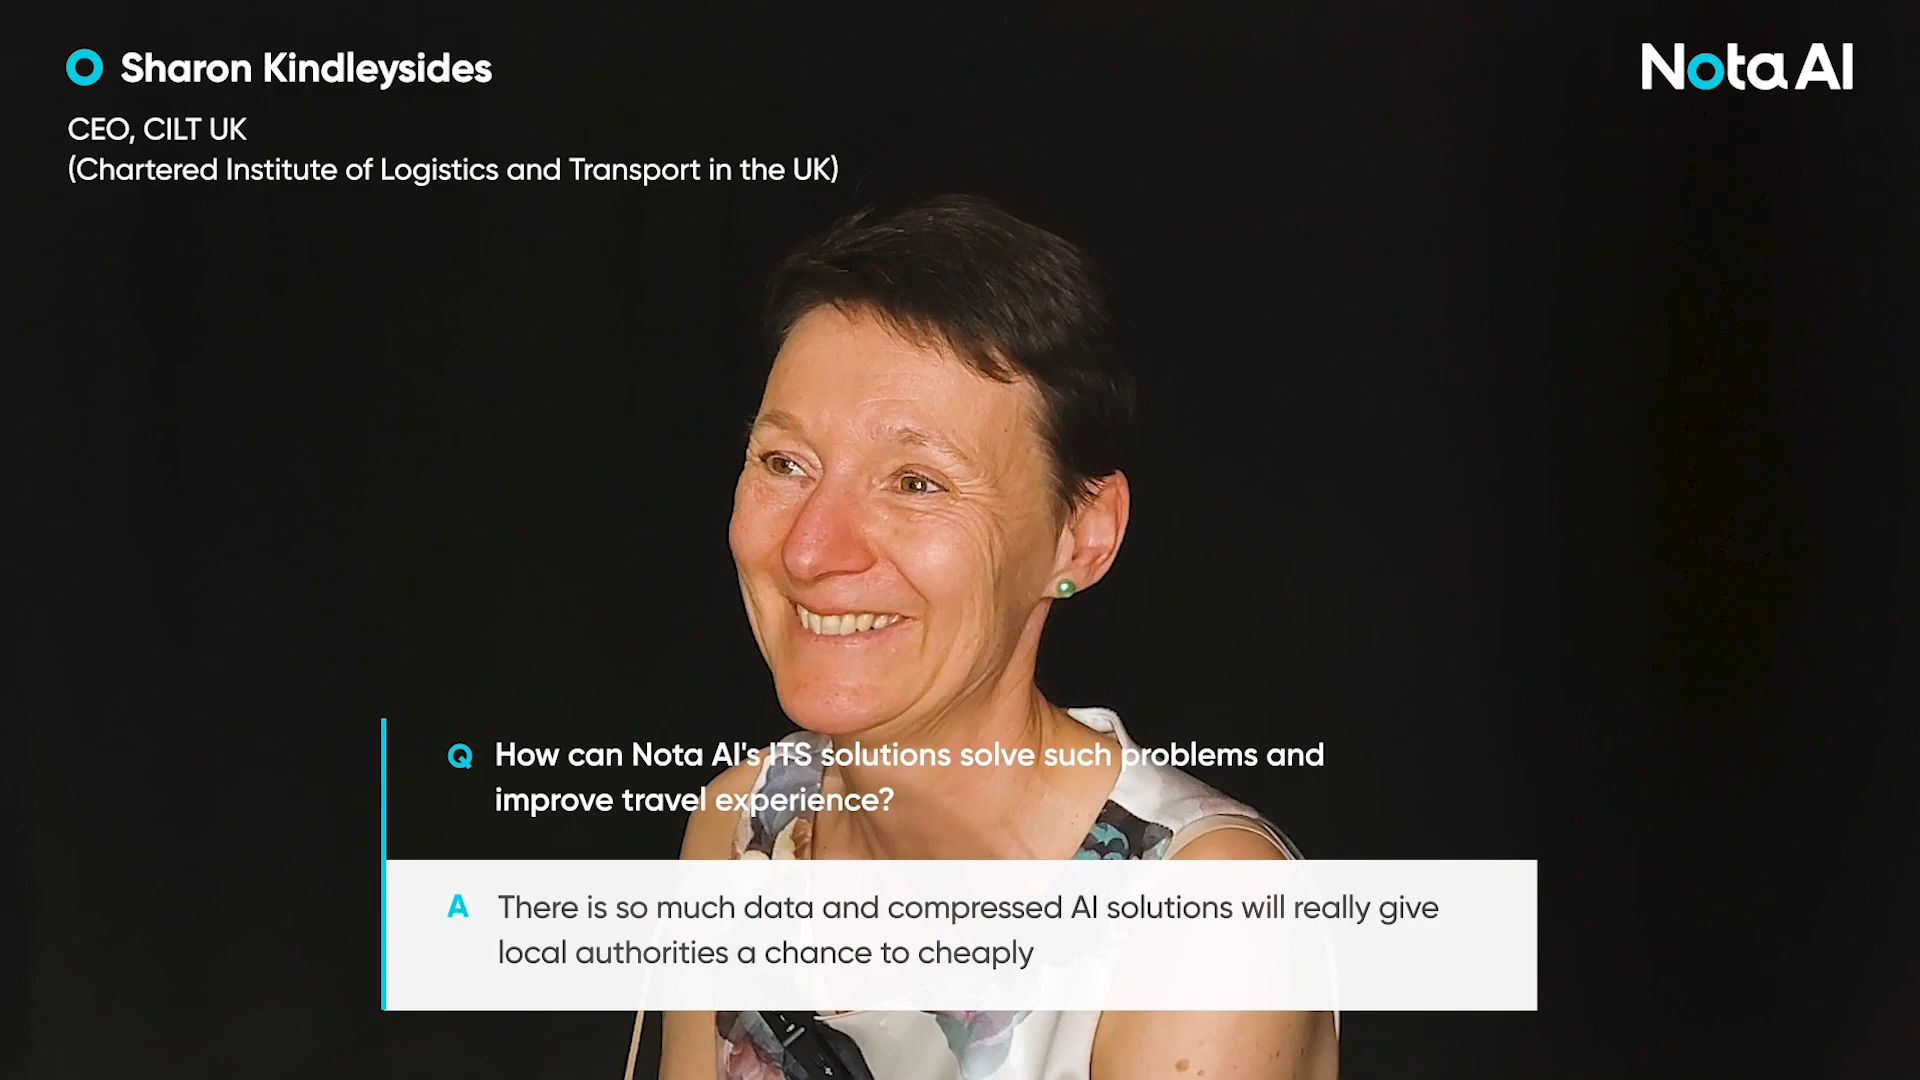 Sharon Kindleysides
Nota AI
CEO, CILT UK
(Chartered Institute of Logistics and Transport in the UK)
Q How can Nota AI's ITS solutions solve such problems and
improve travel experience?
A There is so much data and compressed AI solutions will really give
local authorities a chance to cheaply